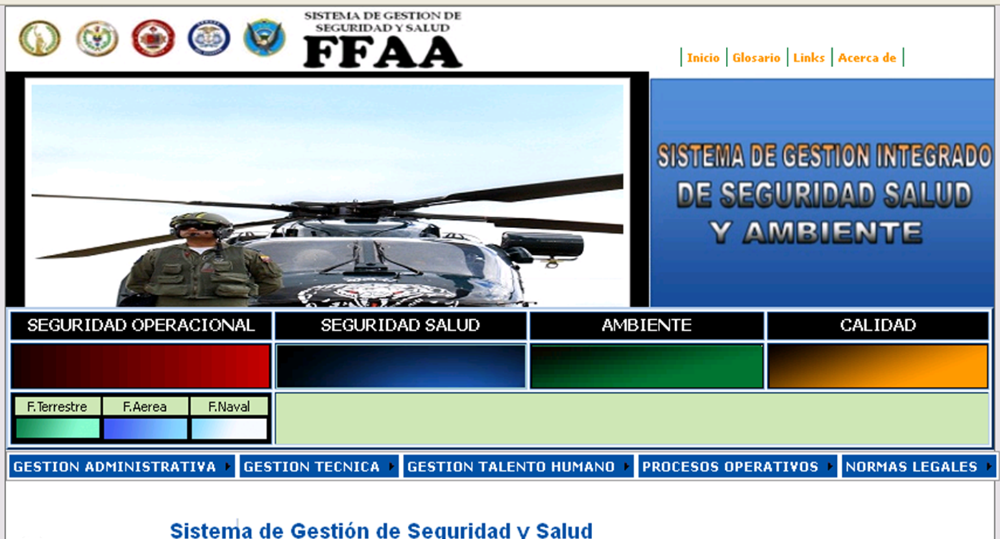 SISTEMA DE GESTION DE
SEGURIDAD Y SALUD
FFAA
Inicio Glosario Links Acerca de
SISTEMA DE GESTION INTEGRADO
DE SEGURIDAD SALUD
Y AMBIENTE
SEGURIDAD OPERACIONAL SEGURIDAD SALUD AMBIENTE CALIDAD
F.Terrestre F.Aerea F.Naval
GESTION ADMINISTRATIVA GESTION TECNICA GESTION TALENTO HUMANO PROCESOS OPERATIVOS NORMAS LEGALES
Sistema de Gestión de Seguridad y Salud